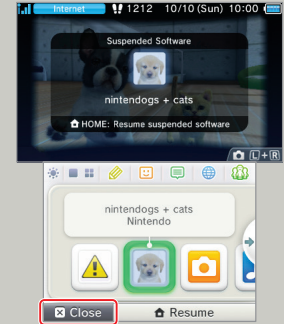 Internet 1212 10/10 (Sun) 10:00
Suspended Software
nintendogs + cats
HOME: Resume suspended software
L+R
nintendogs + cats
Nintendo
Close
Resume